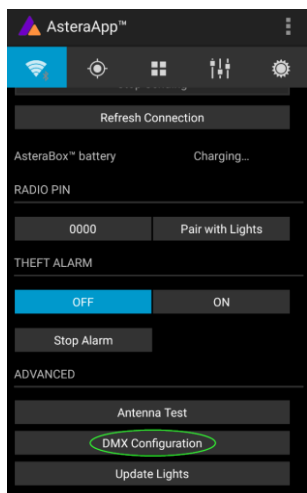 AsteraApp™
Refresh Connection
AsteraBox™ battery Charging...
RADIO PIN
0000 Pair with Lights
THEFT ALARM
OFF ON
Stop Alarm
ADVANCED
Antenna Test
DMX Configuration
Update Lights